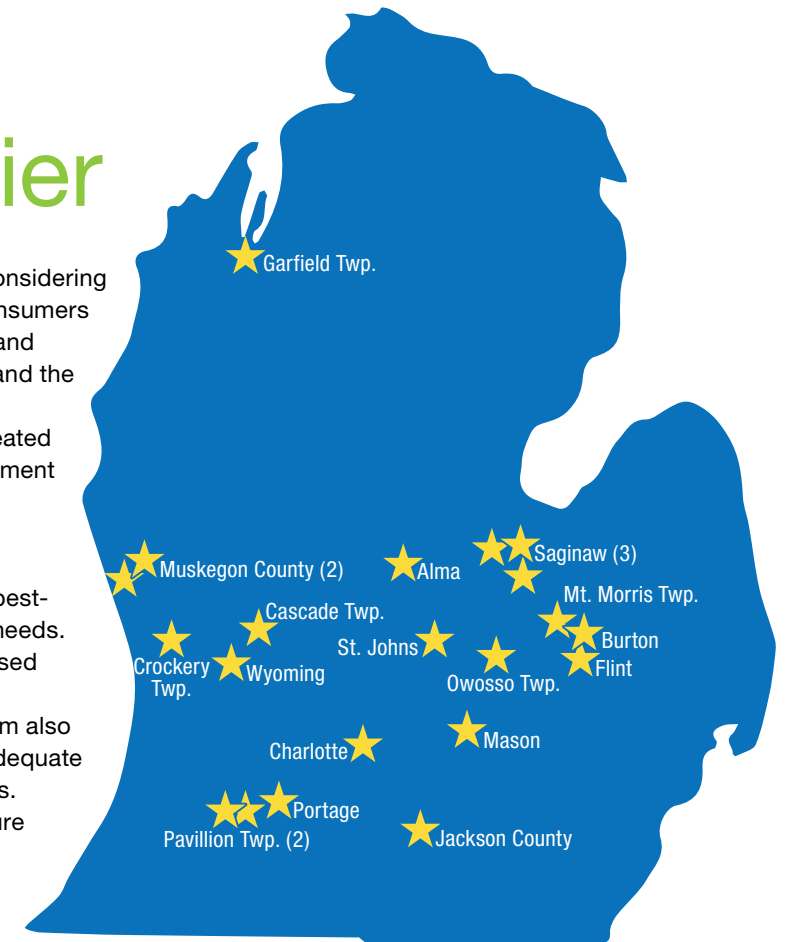 ier
onsidering
nsumers
and
and the
eated
ment
best-
needs.
sed
m also
dequate
s.
ure
Garfield Twp.
Muskegon County (2)
Alma
Saginaw (3)
Mt. Morris Twp.
Cascade Twp.
Burton
St. Johns
Crockery
Twp.
Wyoming
Flint
Owosso Twp.
Mason
Charlotte
Portage
Pavillion Twp. (2)
Jackson County